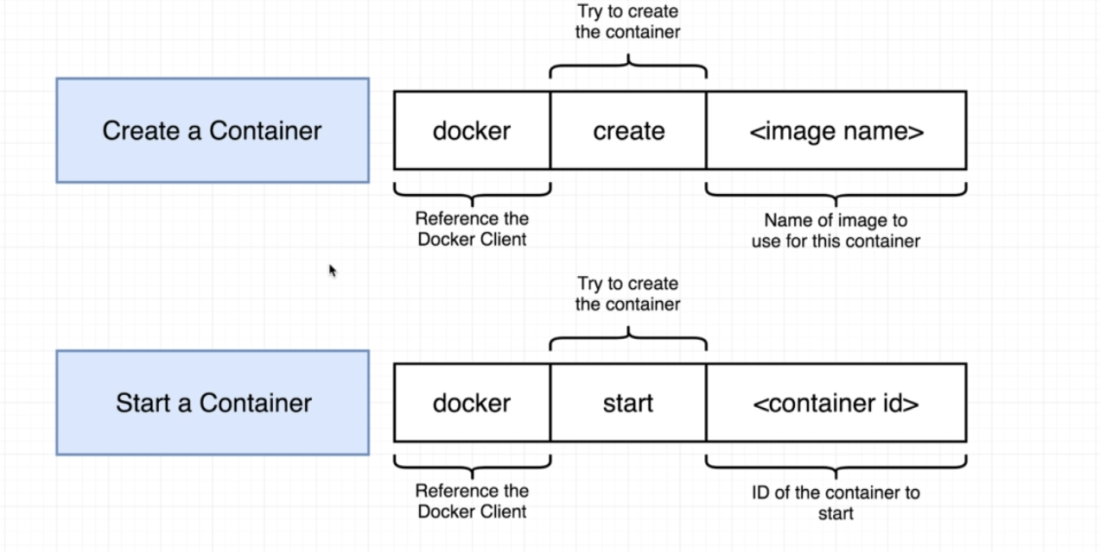 Try to create
the container
Create a Container
docker
create
<image name>
Reference the
Docker Client
Name of image to
use for this container
Try to create
the container
Start a Container
docker
start
<container id>
Reference the
Docker Client
ID of the container to
start